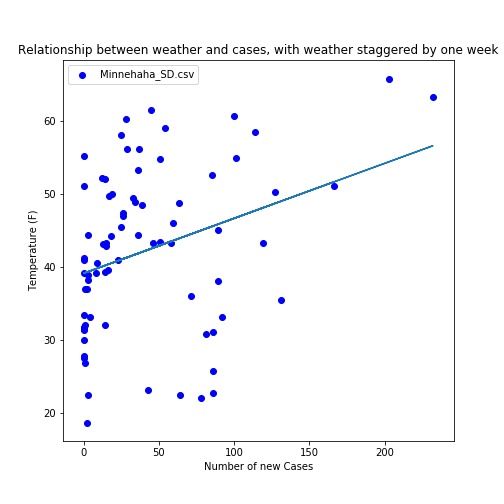 Relationship between weather and cases, with weather staggered by one week
Minnehaha_SD.csv
60
50
40
30
20
Temperature (F)
0 50 100 150 200
Number of new Cases